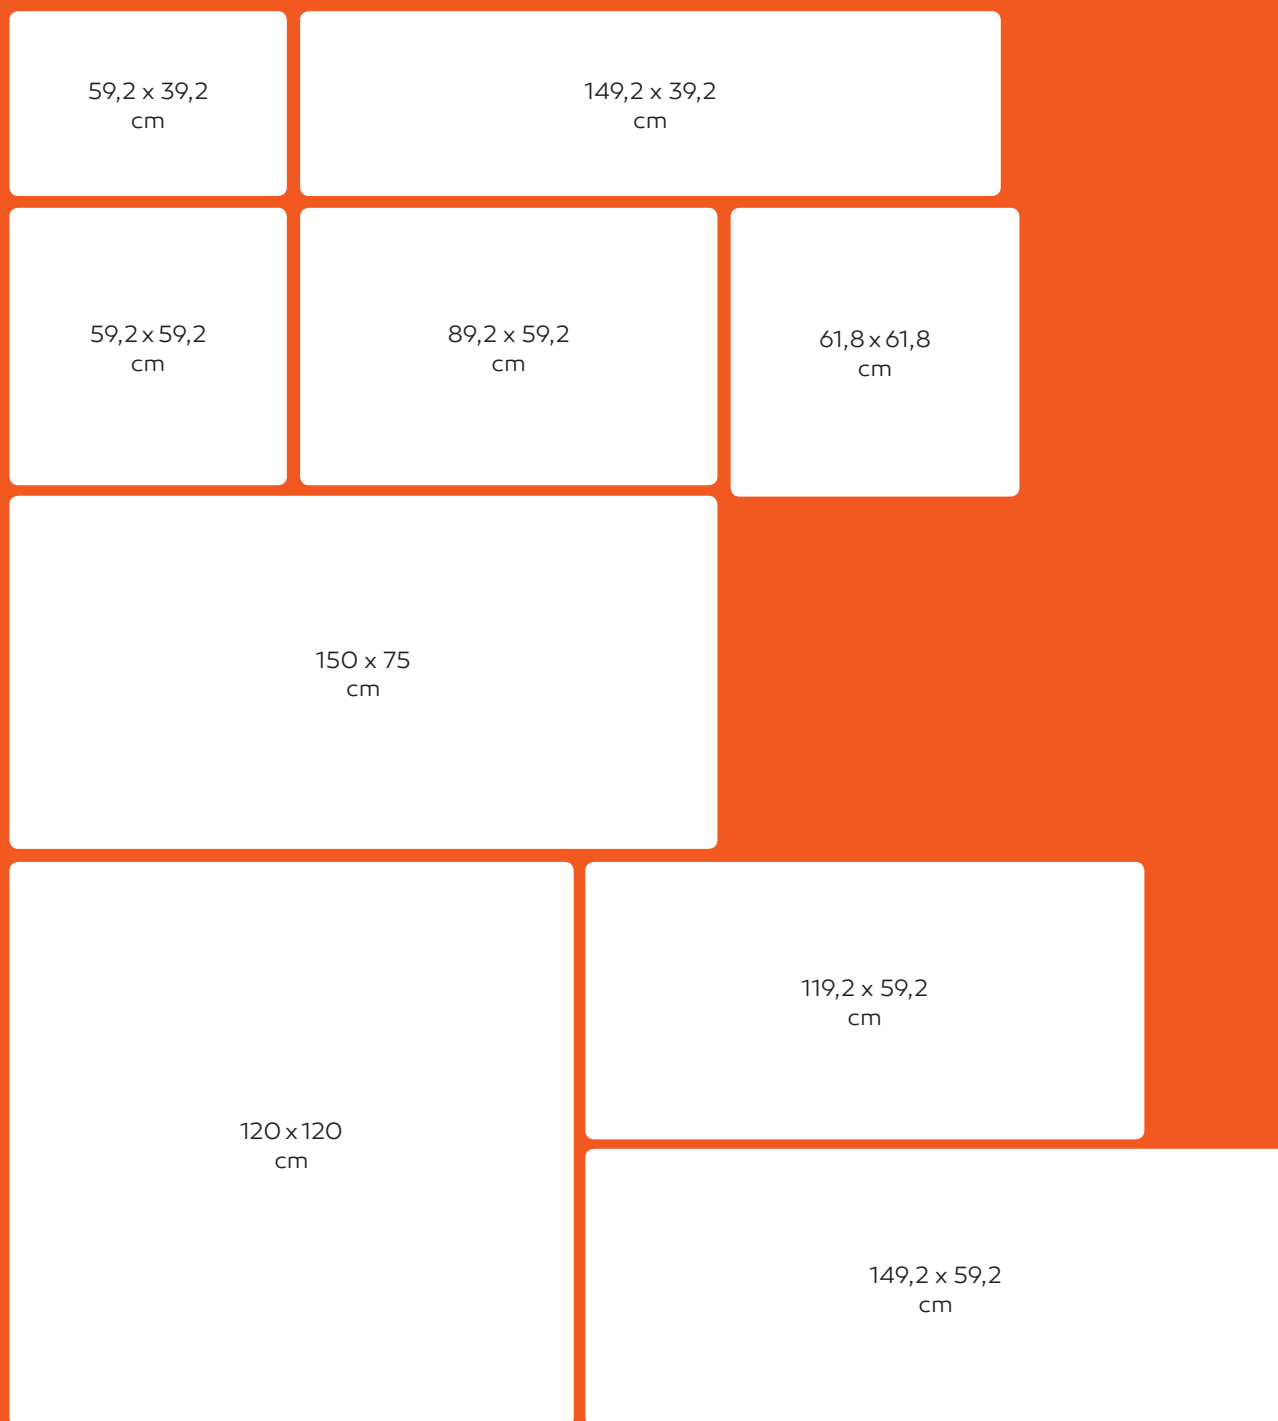 59,2 x 39,2
cm
149,2 x 39,2
cm
59,2 x 59,2
cm
89,2 x 59,2
cm
61,8 x 61,8
cm
150 x 75
cm
120 x 120
cm
119,2 x 59,2
cm
149,2 x 59,2
cm